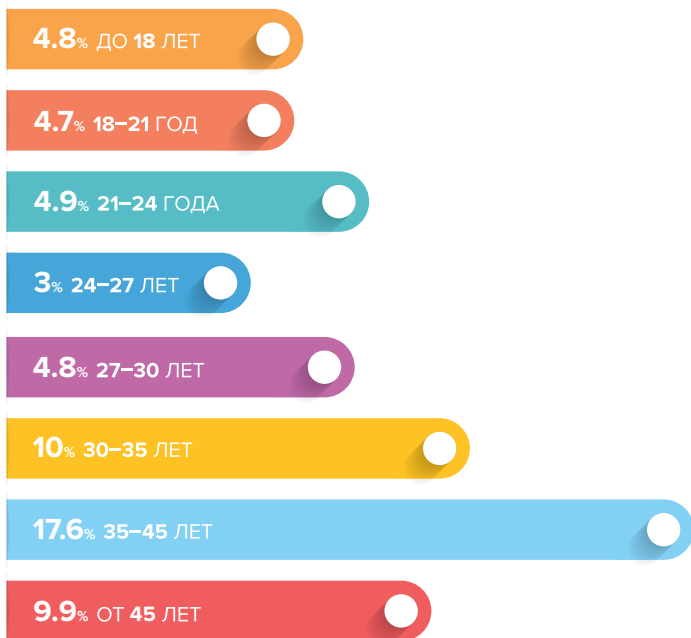 4.8% ДО 18 ЛЕТ
4.7% 18–21 ГОД
4.9% 21–24 ГОДА
3% 24–27 ЛЕТ
4.8% 27–30 ЛЕТ
10% 30–35 ЛЕТ
17.6% 35–45 ЛЕТ
9.9% ОТ 45 ЛЕТ